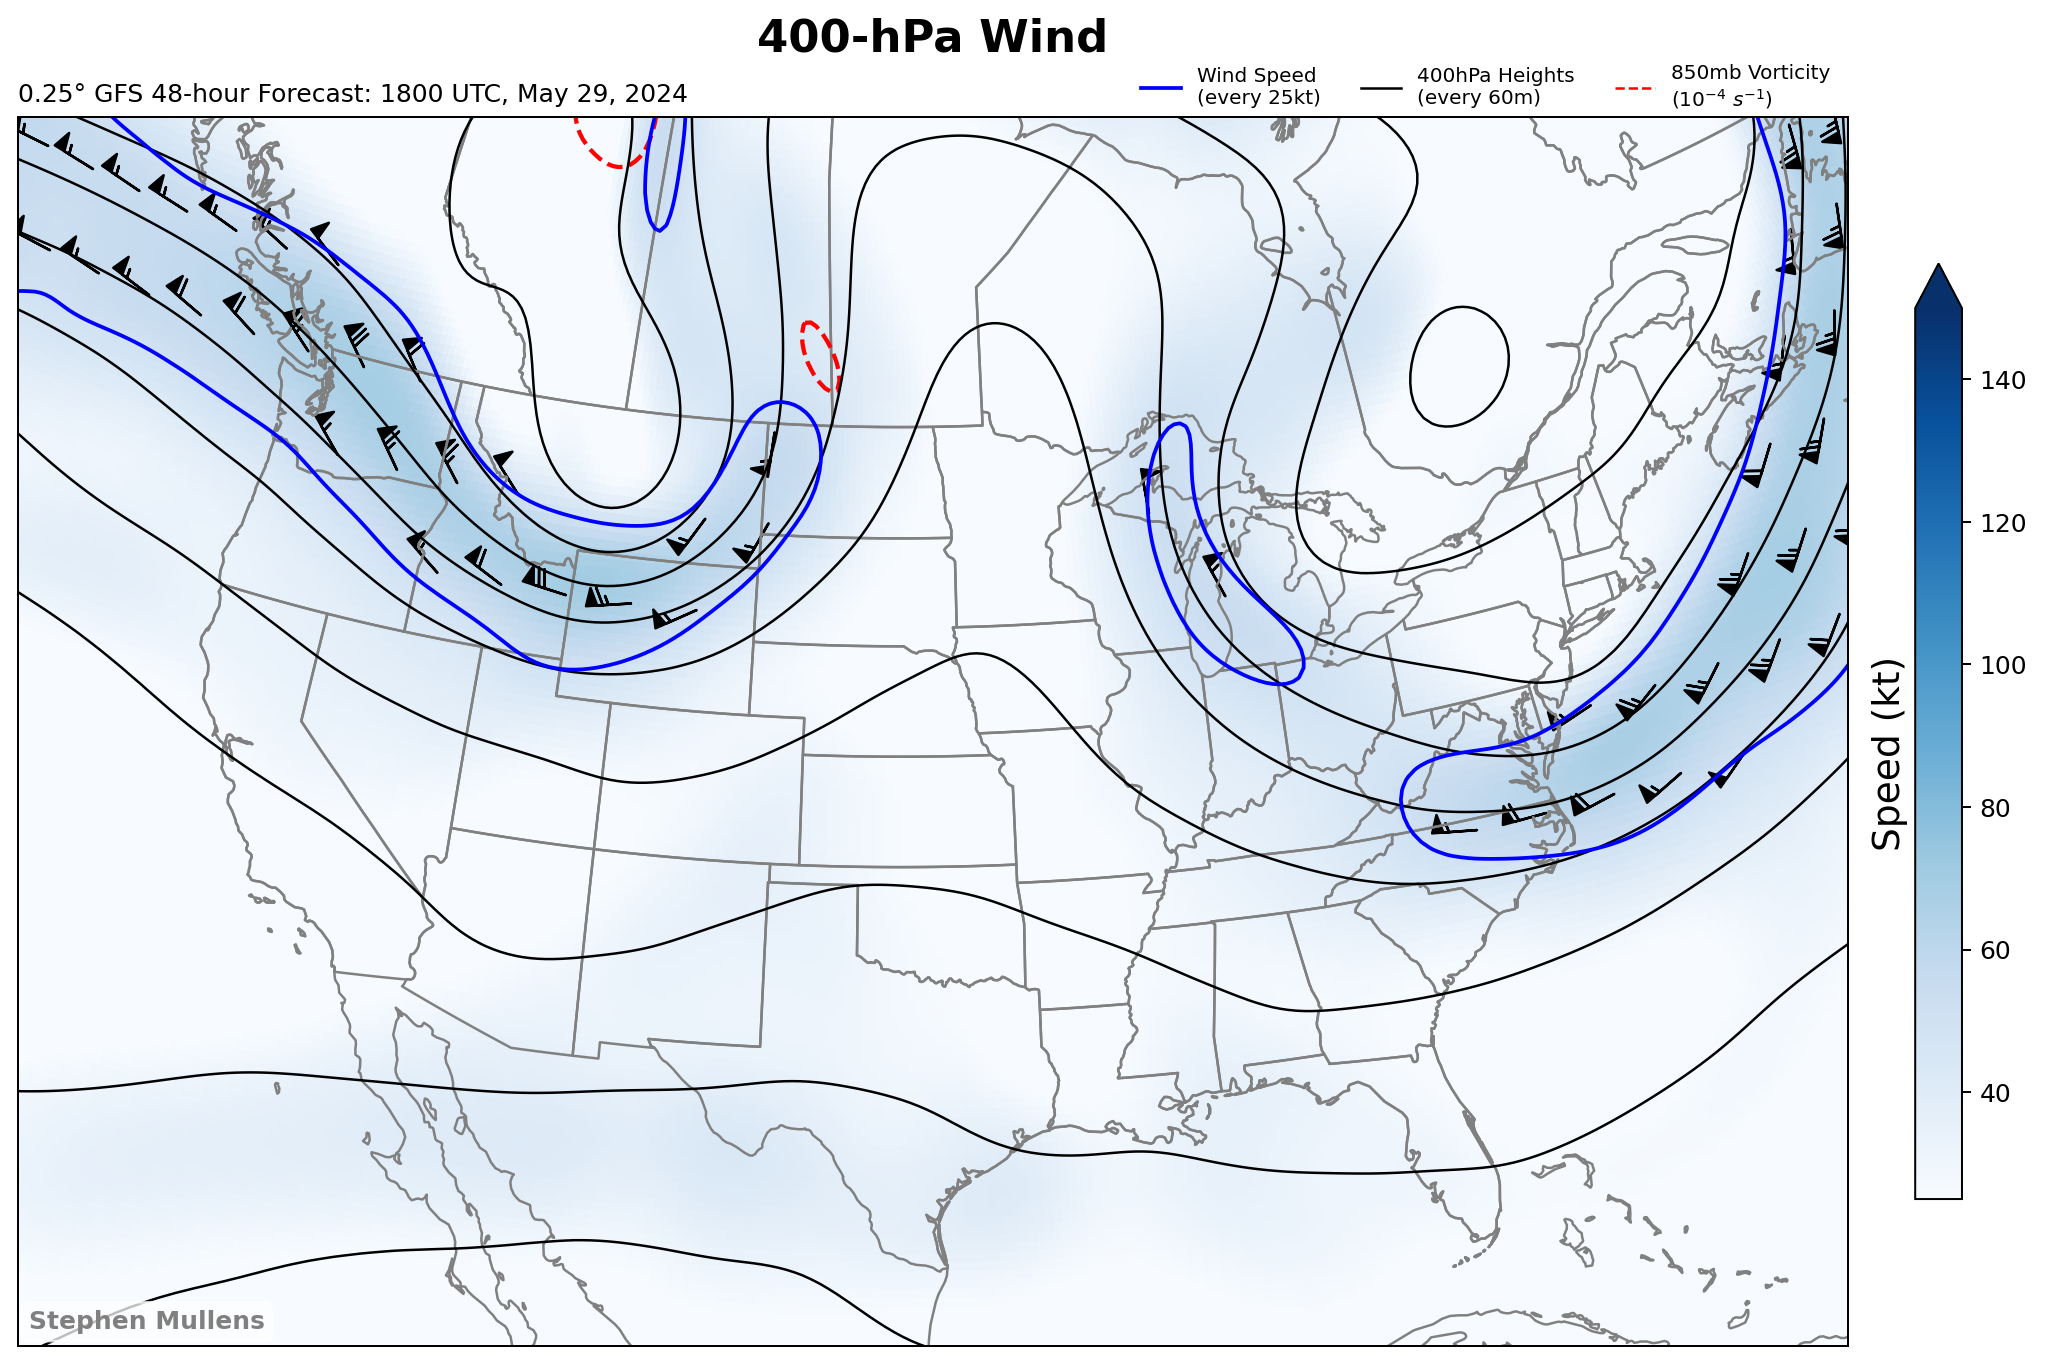 400-hPa Wind
0.25° GFS 48-hour Forecast: 1800 UTC, May 29, 2024
Wind Speed
(every 25kt)
400hPa Heights
(every 60m)
850mb Vorticity
(10⁻⁴ s⁻¹)
140
120
100
80
60
40
Speed (kt)
Stephen Mullens